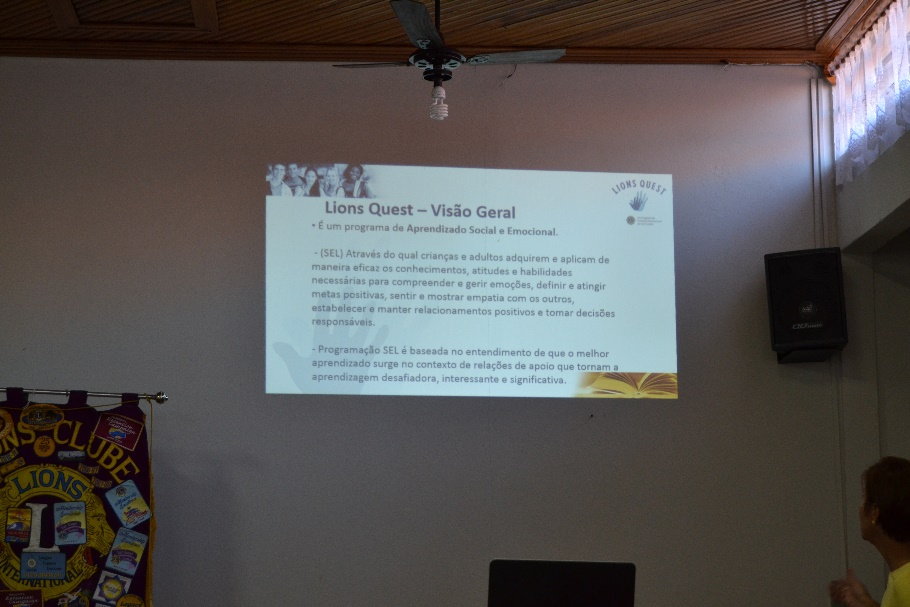 LIONS QUEST
Lions Quest – Visão Geral
• É um programa de Aprendizado Social e Emocional.
- (SEL) Através do qual crianças e adultos adquirem e aplicam de
maneira eficaz os conhecimentos, atitudes e habilidades
necessárias para compreender e gerir emoções, definir e atingir
metas positivas, sentir e mostrar empatia com os outros,
estabelecer e manter relacionamentos positivos e tomar decisões
responsáveis.
- Programação SEL é baseada no entendimento de que o melhor
aprendizado surge no contexto de relações de apoio que tornam a
aprendizagem desafiadora, interessante e significativa.
ONS CLUBE
LIONS
L
INTERNATIONAL